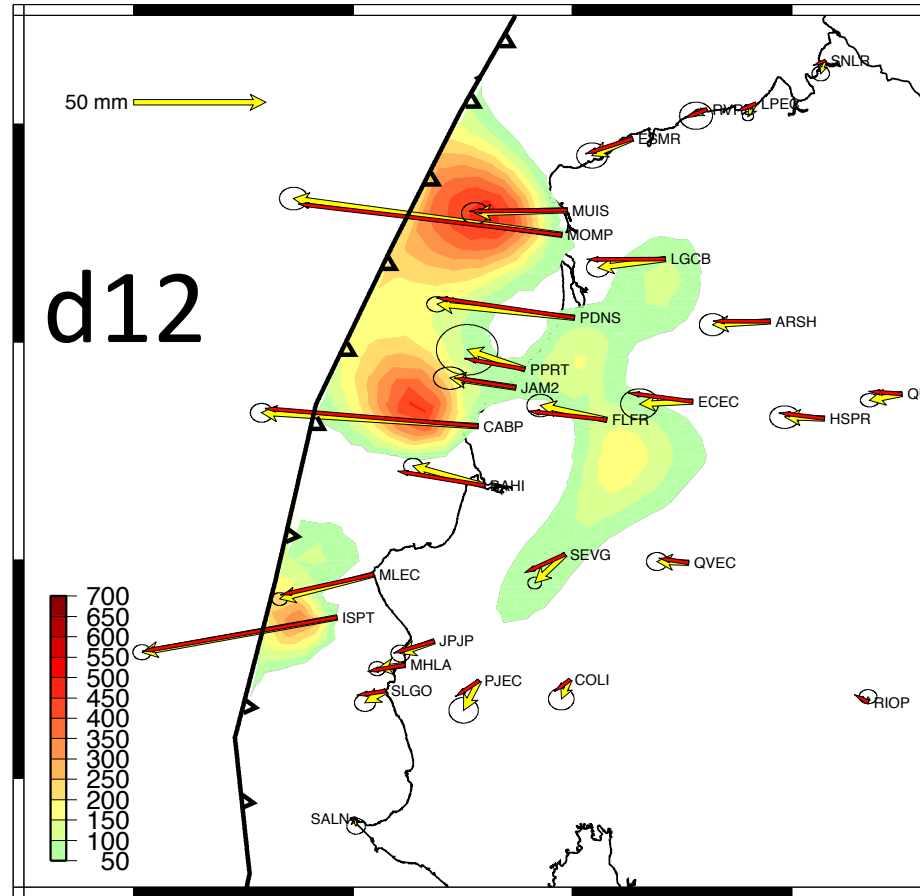 SNLR
50 mm
LPEC
ESMR
MUIS
MOMP
LGCB
d12
PDNS
ARSH
PPRT
JAM2
ECEC
CABP
FLFR
HSPR
SEVG
QVEC
MLEC
700
600
550
500
450
400
350
300
250
200
150
100
50
ISPT
JPJP
MHLA
SLGO
PJEC
COLI
RIOP
SALN